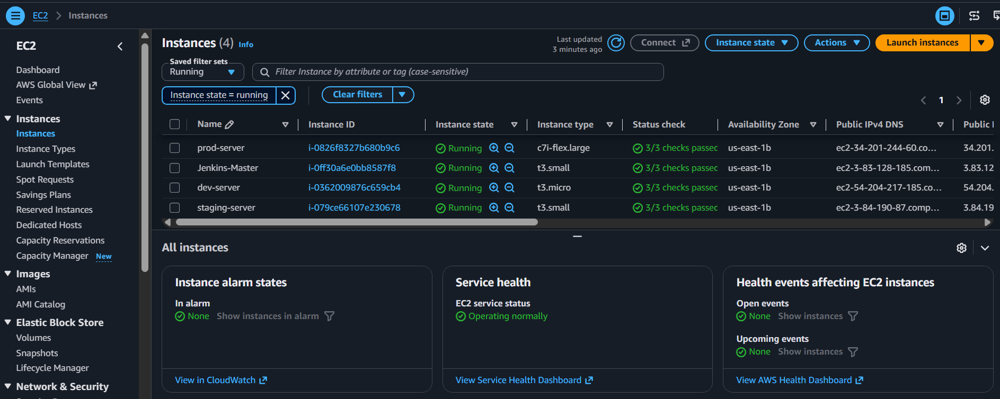 EC2 > Instances
EC2
Dashboard
AWS Global View
Events
Instances
Instances
Instance Types
Launch Templates
Spot Requests
Savings Plans
Reserved Instances
Dedicated Hosts
Capacity Reservations
Capacity Manager New
Images
AMIs
AMI Catalog
Elastic Block Store
Volumes
Snapshots
Lifecycle Manager
Network & Security
Instances (4) Info
Last updated
3 minutes ago
Connect
Instance state
Actions
Launch instances
Saved filter sets
Running
Filter Instance by attribute or tag (case-sensitive)
Instance state = running
Clear filters
1
Name Instance ID Instance state Instance type Status check Availability Zone Public IPv4 DNS Public I
prod-server i-0826f8327b680b9c6 Running c7i-flex.large 3/3 checks passed us-east-1b ec2-34-201-244-60.co... 34.201.
Jenkins-Master i-0ff30a6e0bb8587f8 Running t3.small 3/3 checks passed us-east-1b ec2-3-83-128-185.com... 3.83.12
dev-server i-0362009876c659cb4 Running t3.micro 3/3 checks passed us-east-1b ec2-54-204-217-185.co... 54.204.
staging-server i-079ce66107e230678 Running t3.small 3/3 checks passed us-east-1b ec2-3-84-190-87.comp... 3.84.19
All instances
Instance alarm states
In alarm
None Show instances in alarm
View in CloudWatch
Service health
EC2 service status
Operating normally
View Service Health Dashboard
Health events affecting EC2 instances
Open events
None Show instances
Upcoming events
None Show instances
View AWS Health Dashboard